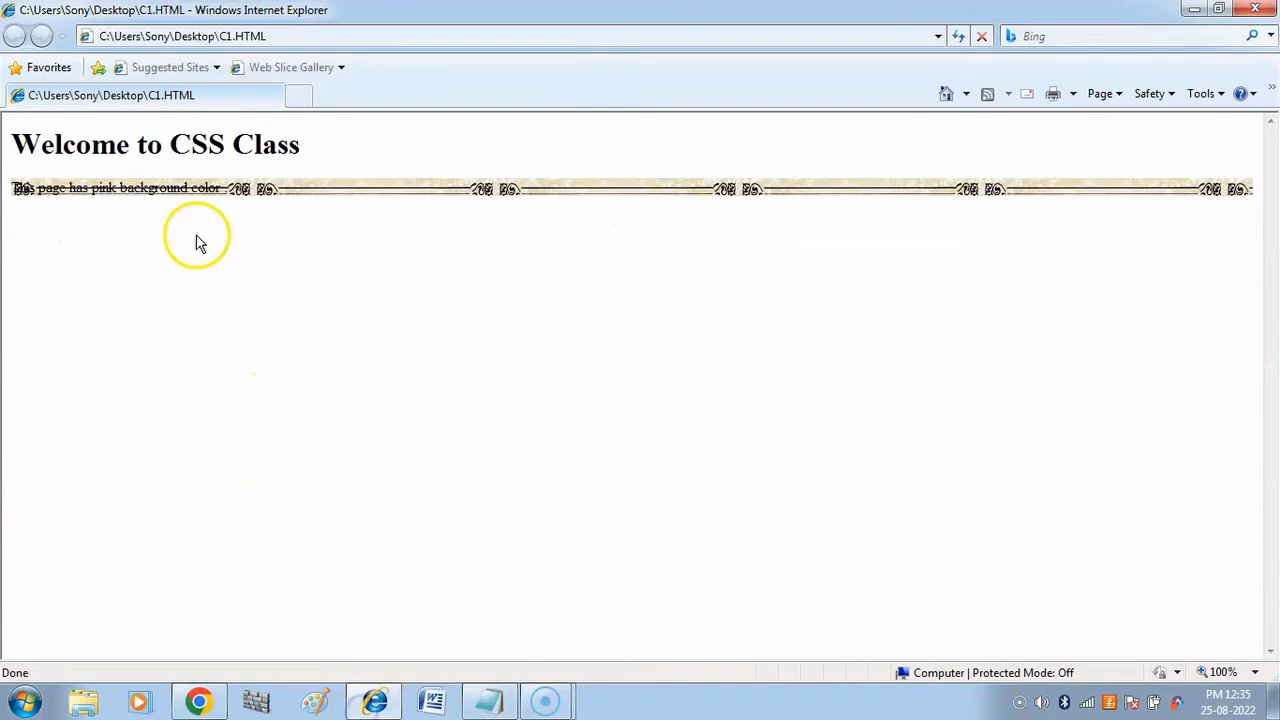 C:\Users\Sony\Desktop\C1.HTML - Windows Internet Explorer
C:\Users\Sony\Desktop\C1.HTML
Bing
Favorites
Suggested Sites
Web Slice Gallery
C:\Users\Sony\Desktop\C1.HTML
Page
Safety
Tools
Welcome to CSS Class
This page has pink background color
Done
Computer | Protected Mode: Off
100%
PM 12:35
25-08-2022